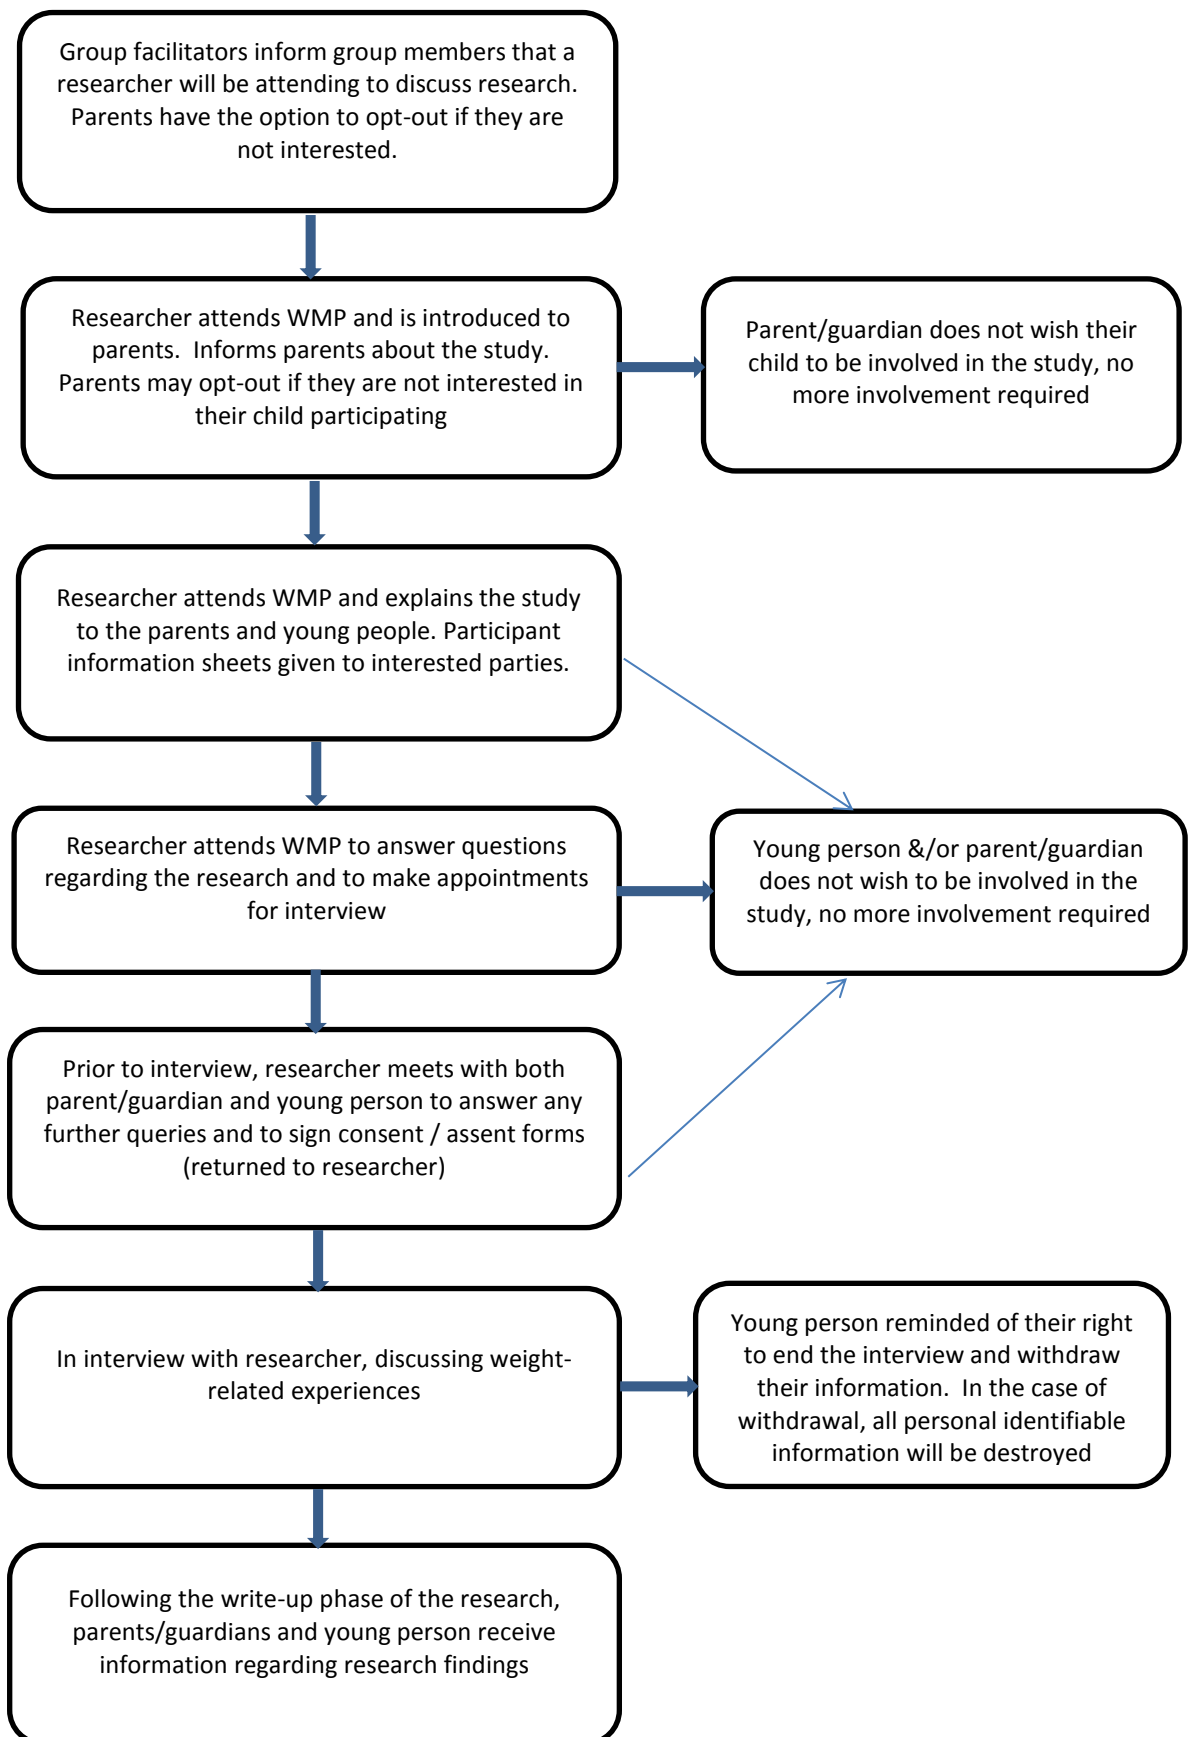 Group facilitators inform group members that a
researcher will be attending to discuss research.
Parents have the option to opt-out if they are
not interested.
Researcher attends WMP and is introduced to
parents.  Informs parents about the study.
Parents may opt-out if they are not interested in
their child participating
Parent/guardian does not wish their
child to be involved in the study, no
more involvement required
Researcher attends WMP and explains the study
to the parents and young people. Participant
information sheets given to interested parties.
Researcher attends WMP to answer questions
regarding the research and to make appointments
for interview
Young person &/or parent/guardian
does not wish to be involved in the
study, no more involvement required
Prior to interview, researcher meets with both
parent/guardian and young person to answer any
further queries and to sign consent / assent forms
(returned to researcher)
In interview with researcher, discussing weight-
related experiences
Young person reminded of their right
to end the interview and withdraw
their information.  In the case of
withdrawal, all personal identifiable
information will be destroyed
Following the write-up phase of the research,
parents/guardians and young person receive
information regarding research findings